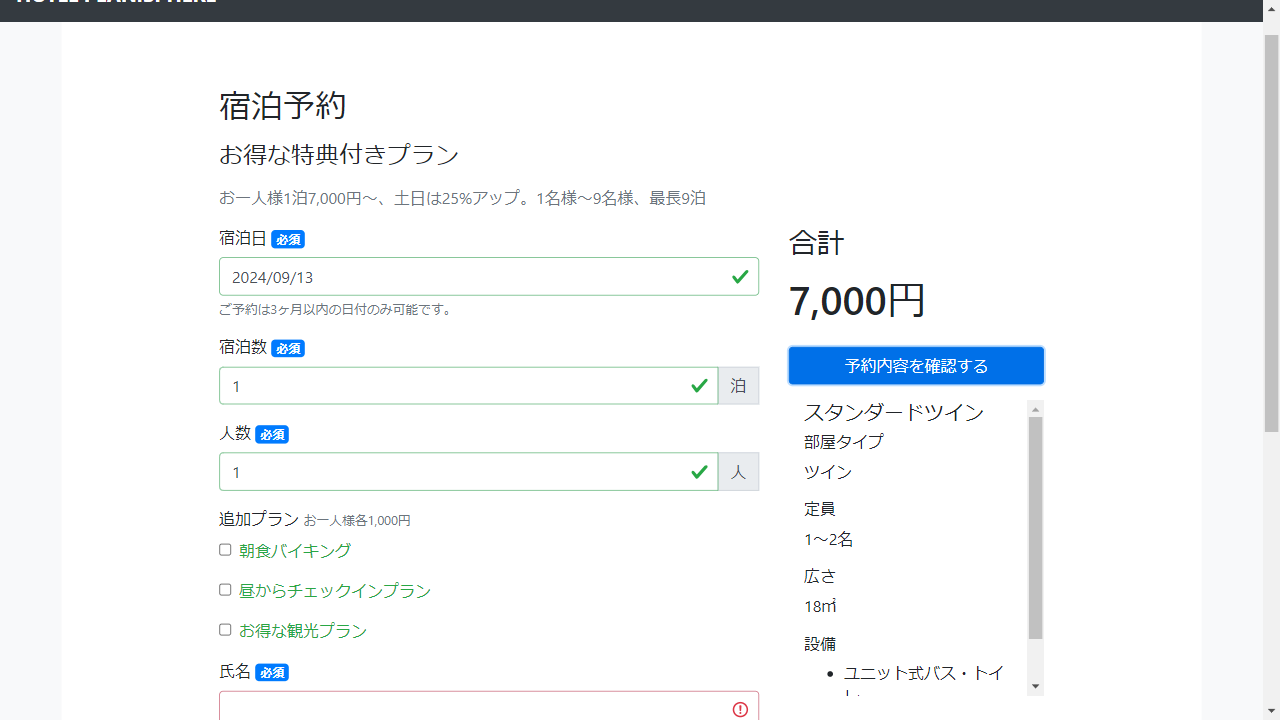 HOTEL PLANISPHERE
宿泊予約
お得な特典付きプラン
お一人様1泊7,000円〜、土日は25%アップ。1名様〜9名様、最長9泊
宿泊日 必須
2024/09/13
ご予約は3ヶ月以内の日付のみ可能です。
宿泊数 必須
1 泊
人数 必須
1 人
追加プラン お一人様各1,000円
朝食バイキング
昼からチェックインプラン
お得な観光プラン
氏名 必須
合計
7,000円
予約内容を確認する
スタンダードツイン
部屋タイプ
ツイン
定員
1〜2名
広さ
18㎡
設備
• ユニット式バス・トイ
レ